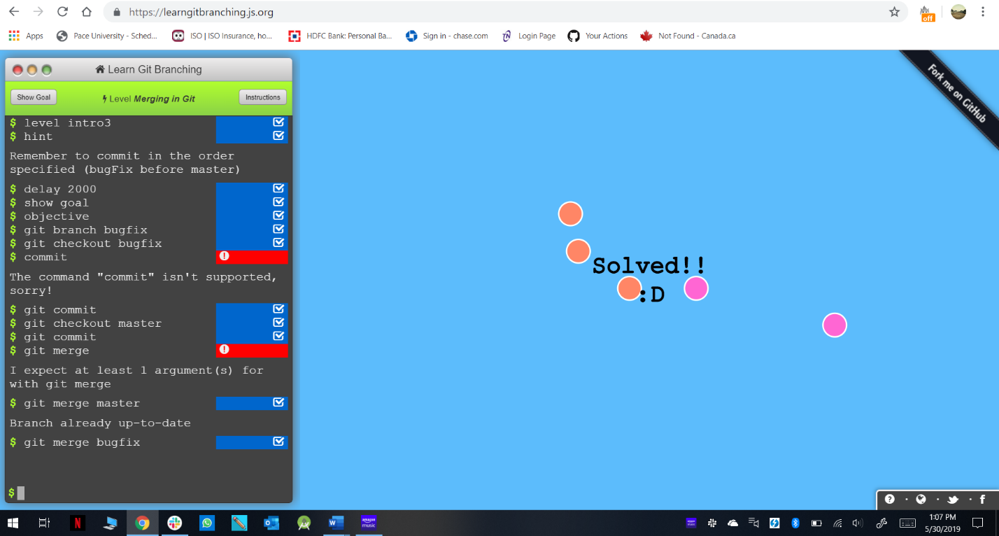 https://learngitbranching.js.org
off
Apps
Pace University - Sched...
ISO | ISO Insurance, ho...
HDFC Bank: Personal Ba...
Sign in - chase.com
Login Page
Your Actions
Not Found - Canada.ca
Learn Git Branching
Show Goal
Level Merging in Git
Instructions
$ level intro3
$ hint
Remember to commit in the order
specified (bugFix before master)
$ delay 2000
$ show goal
$ objective
$ git branch bugfix
$ git checkout bugfix
$ commit
The command "commit" isn't supported,
sorry!
$ git commit
$ git checkout master
$ git commit
$ git merge
I expect at least 1 argument(s) for
with git merge
$ git merge master
Branch already up-to-date
$ git merge bugfix
$
Solved!!
:D
Fork me on GitHub
1:07 PM
5/30/2019